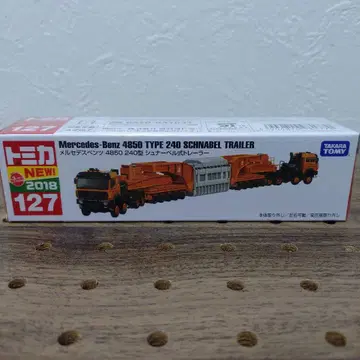 トミカ
NEW!
2018
127
Mercedes-Benz 4850 TYPE 240 SCHNABEL TRAILER
メルセデスベンツ 4850 240型 シュナーベル式トレーラー
TAKARA
TOMY
127